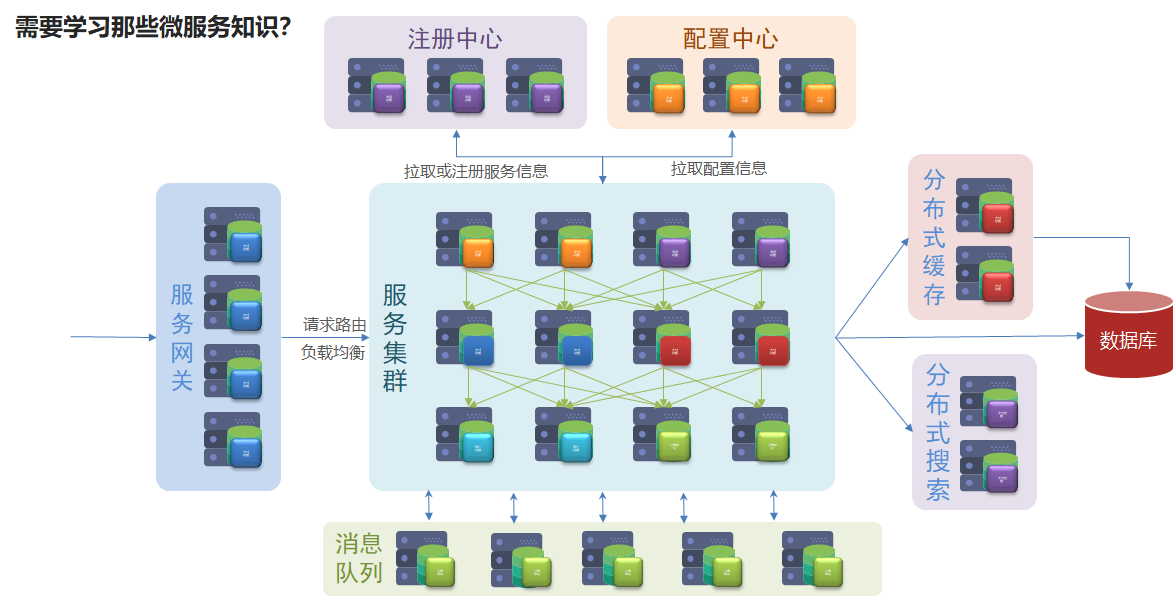 需要学习那些微服务知识?
注册中心
配置中心
拉取或注册服务信息
拉取配置信息
服务网关
请求路由
负载均衡
服务集群
分布式缓存
数据库
分布式搜索
消息
队列